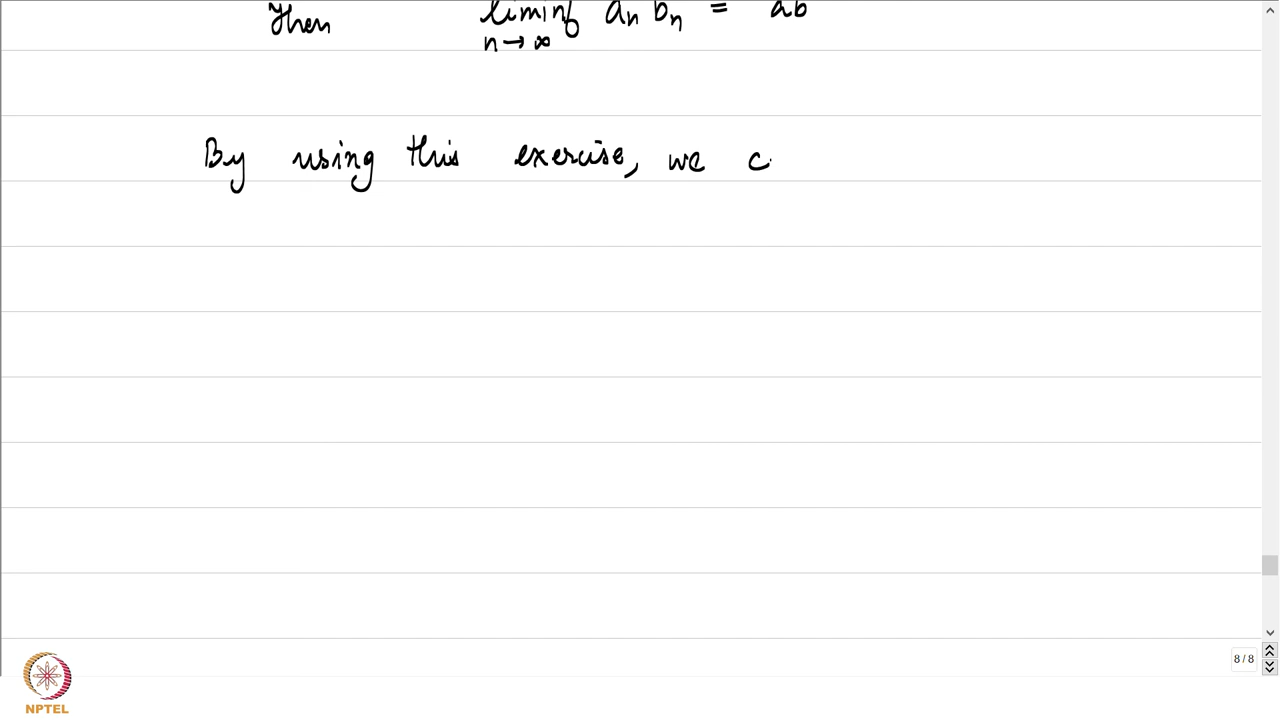 Then liminf aₙ bₙ = ab
n→∞
By using this exercise, we c
8 / 8
NPTEL